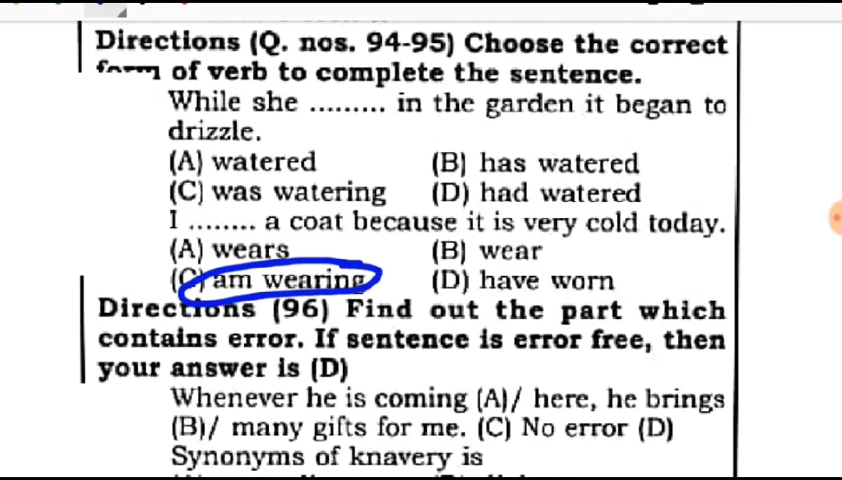 Directions (Q. nos. 94-95) Choose the correct
form of verb to complete the sentence.
While she ......... in the garden it began to
drizzle.
(A) watered (B) has watered
(C) was watering (D) had watered
I ........ a coat because it is very cold today.
(A) wears (B) wear
(C) am wearing (D) have worn
Directions (96) Find out the part which
contains error. If sentence is error free, then
your answer is (D)
Whenever he is coming (A)/ here, he brings
(B)/ many gifts for me. (C) No error (D)
Synonyms of knavery is